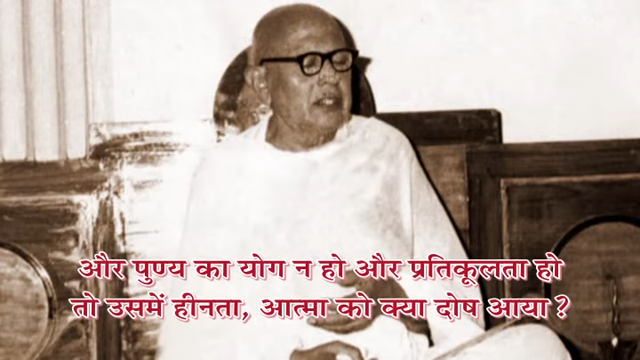 और पुण्य का योग न हो और प्रतिकूलता हो
तो उसमें हीनता, आत्मा को क्या दोष आया ?